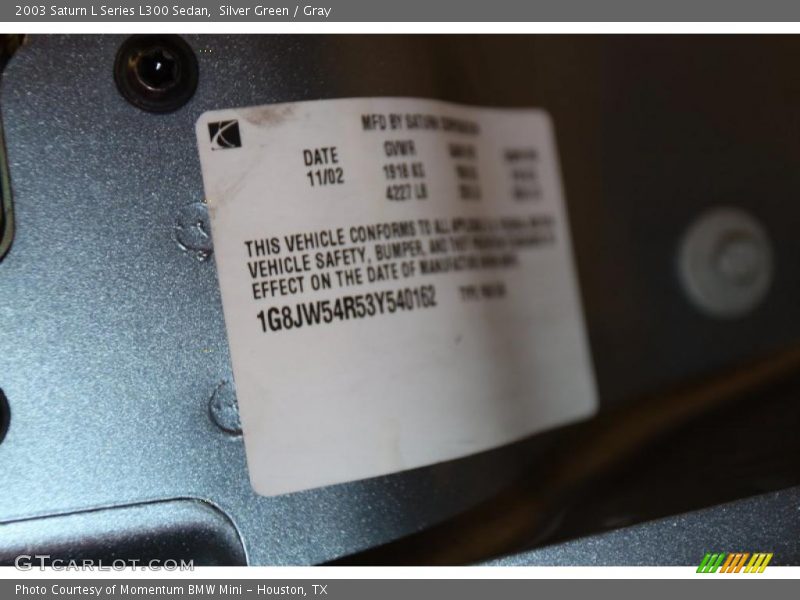 2003 Saturn L Series L300 Sedan, Silver Green / Gray
MFD BY SATURN
DATE GVWR
11/02 1918 KG
4227 LB
THIS VEHICLE CONFORMS TO ALL
VEHICLE SAFETY, BUMPER, AND THEFT
EFFECT ON THE DATE OF MANUFACTURE
1G8JW54R53Y540162 TYPE
GTCARLOT.COM
Photo Courtesy of Momentum BMW Mini - Houston, TX